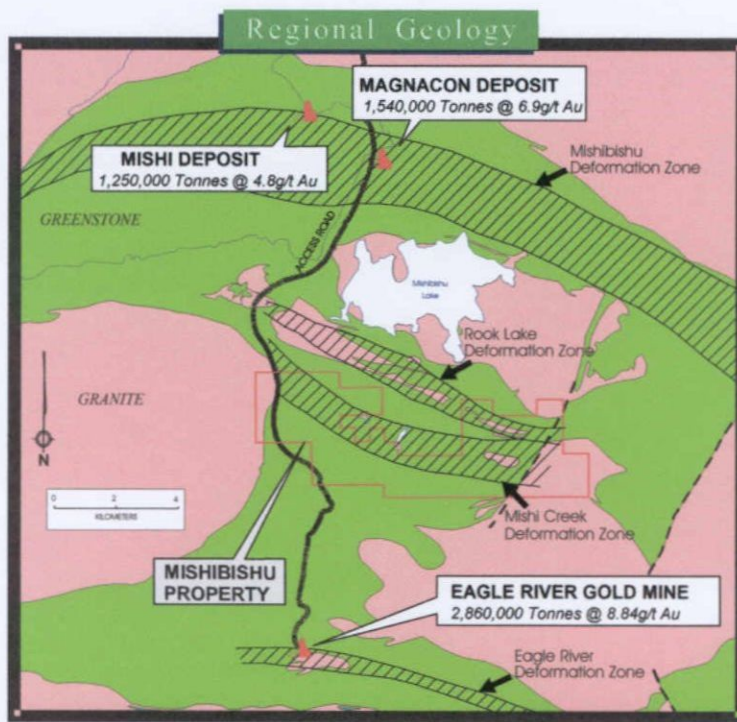 Regional Geology
MAGNACON DEPOSIT
1,540,000 Tonnes @ 6.9g/t Au
MISHI DEPOSIT
1,250,000 Tonnes @ 4.8g/t Au
Mishibishu
Deformation Zone
GREENSTONE
ACCESS ROAD
Mishibishu
Lake
Rook Lake
Deformation Zone
GRANITE
N
0 2 4
KILOMETERS
Mishi Creek
Deformation Zone
MISHIBISHU
PROPERTY
EAGLE RIVER GOLD MINE
2,860,000 Tonnes @ 8.84g/t Au
Eagle River
Deformation Zone